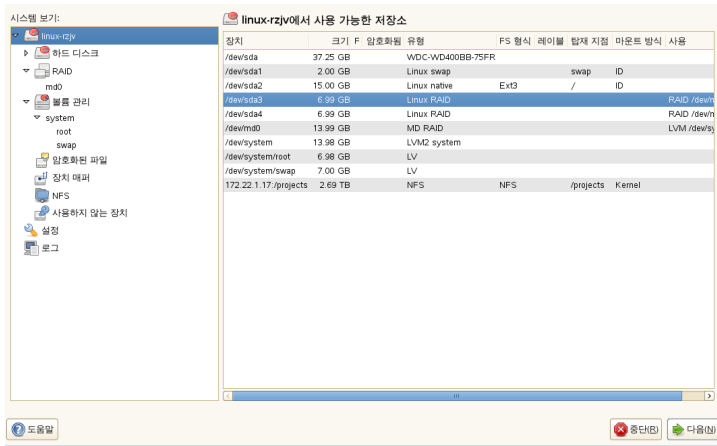 시스템 보기:
linux-rzjv
하드 디스크
RAID
md0
볼륨 관리
system
root
swap
암호화된 파일
장치 매퍼
NFS
사용하지 않는 장치
설정
로그
linux-rzjv에서 사용 가능한 저장소
장치 크기 F 암호화됨 유형 FS 형식 레이블 탑재 지점 마운트 방식 사용
/dev/sda 37.25 GB WDC-WD400BB-75FR
/dev/sda1 2.00 GB Linux swap swap ID
/dev/sda2 15.00 GB Linux native Ext3 / ID
/dev/sda3 6.99 GB Linux RAID RAID /dev/n
/dev/sda4 6.99 GB Linux RAID RAID /dev/n
/dev/md0 13.99 GB MD RAID LVM /dev/sy
/dev/system 13.98 GB LVM2 system
/dev/system/root 6.98 GB LV
/dev/system/swap 7.00 GB LV
172.22.1.17:/projects 2.69 TB NFS NFS /projects Kernel
도움말
중단(R)
다음(N)